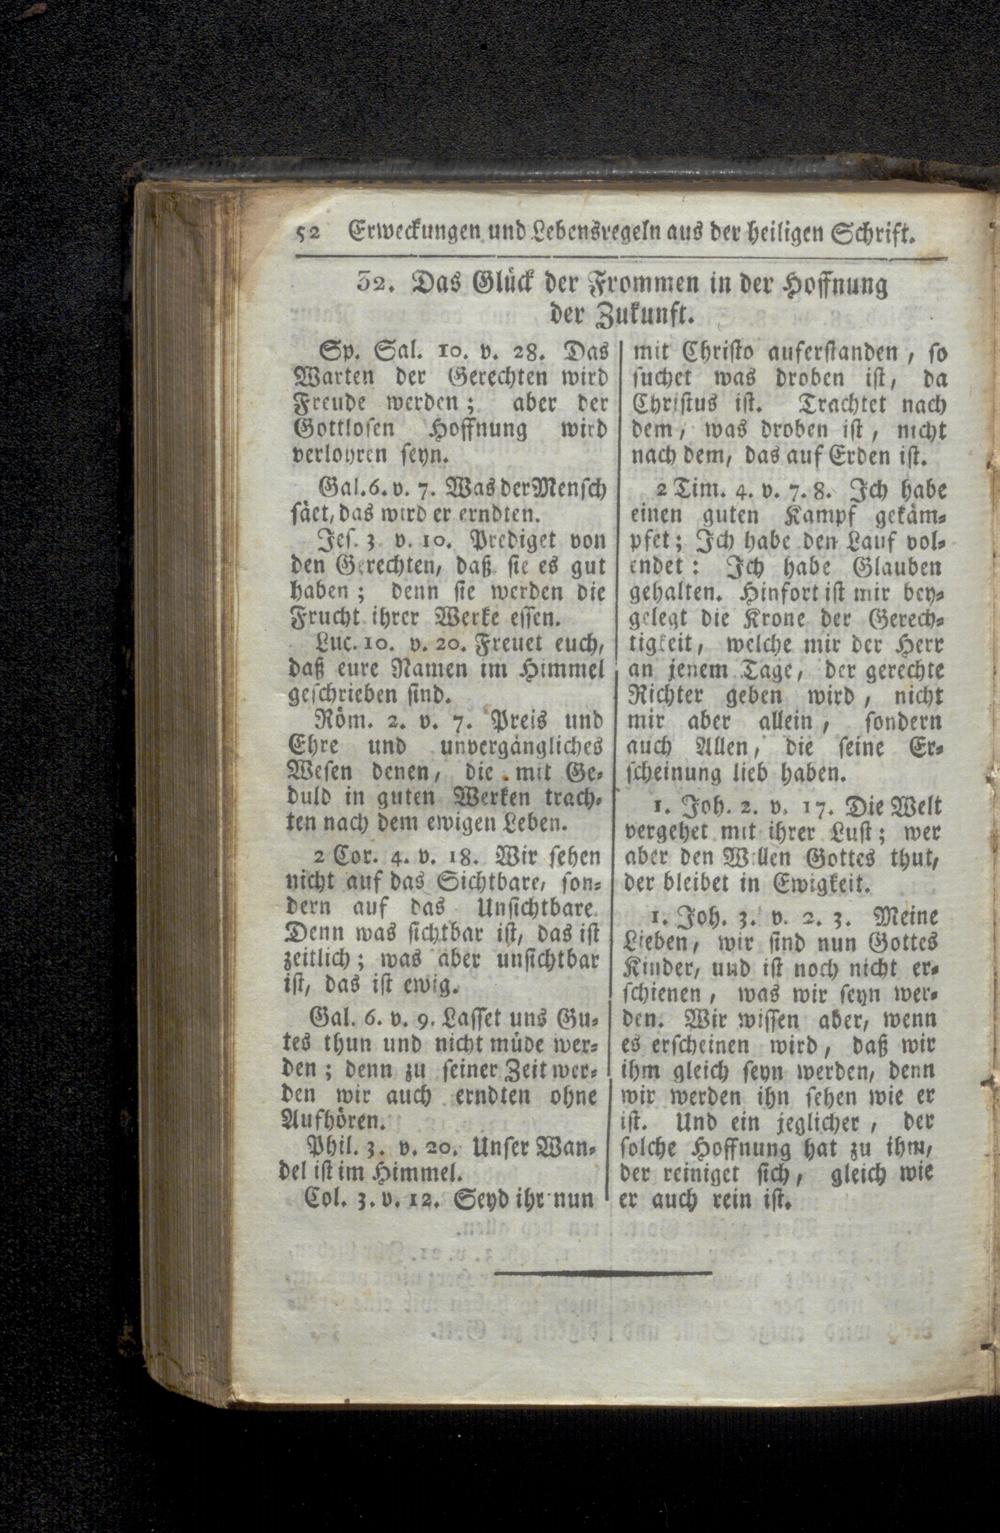 52 Erweckungen und Lebensregeln aus der heiligen Schrift.
32. Das Glück der Frommen in der Hoffnung
der Zukunft.
Sp. Sal. 10. v. 28. Das
Warten der Gerechten wird
Freude werden; aber der
Gottlosen Hoffnung wird
verlohren seyn.
Gal. 6. v. 7. Was der Mensch
säet, das wird er erndten.
Jes. 3 v. 10. Prediget von
den Gerechten, daß sie es gut
haben; denn sie werden die
Frucht ihrer Werke essen.
Luc. 10. v. 20. Freuet euch,
daß eure Namen im Himmel
geschrieben sind.
Röm. 2. v. 7. Preis und
Ehre und unvergängliches
Wesen denen, die mit Ge-
duld in guten Werken trach-
ten nach dem ewigen Leben.
2 Cor. 4. v. 18. Wir sehen
nicht auf das Sichtbare, son-
dern auf das Unsichtbare.
Denn was sichtbar ist, das ist
zeitlich; was aber unsichtbar
ist, das ist ewig.
Gal. 6. v. 9. Lasset uns Gu-
tes thun und nicht müde wer-
den; denn zu seiner Zeit wer-
den wir auch erndten ohne
Aufhören.
Phil. 3. v. 20. Unser Wan-
del ist im Himmel.
Col. 3. v. 12. Seyd ihr nun
mit Christo auferstanden, so
suchet was droben ist, da
Christus ist. Trachtet nach
dem, was droben ist, nicht
nach dem, das auf Erden ist.
2 Tim. 4. v. 7. 8. Ich habe
einen guten Kampf gekäm-
pfet; Ich habe den Lauf vol-
endet: Ich habe Glauben
gehalten. Hinfort ist mir bey-
gelegt die Krone der Gerech-
tigkeit, welche mir der Herr
an jenem Tage, der gerechte
Richter geben wird, nicht
mir aber allein, sondern
auch Allen, die seine Er-
scheinung lieb haben.
1. Joh. 2. v. 17. Die Welt
vergehet mit ihrer Lust; wer
aber den Willen Gottes thut,
der bleibet in Ewigkeit.
1. Joh. 3. v. 2. 3. Meine
Lieben, wir sind nun Gottes
Kinder, und ist noch nicht er-
schienen, was wir seyn wer-
den. Wir wissen aber, wenn
es erscheinen wird, daß wir
ihm gleich seyn werden, denn
wir werden ihn sehen wie er
ist. Und ein jeglicher, der
solche Hoffnung hat zu ihm,
der reiniget sich, gleich wie
er auch rein ist.